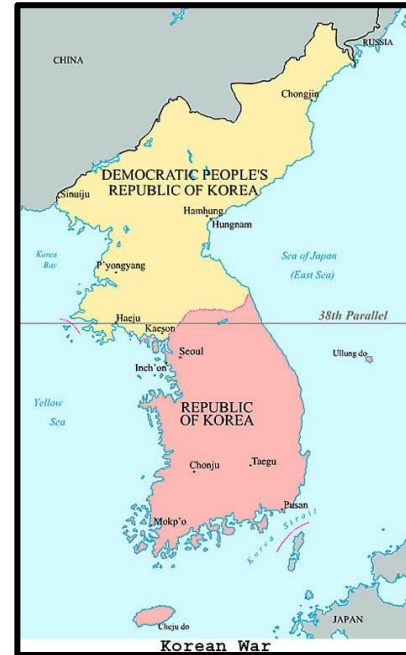 RUSSIA
CHINA
Chongjin
DEMOCRATIC PEOPLE'S
REPUBLIC OF KOREA
Sinuiju
Hamhung
Hungnam
Korea
Bay
Sea of Japan
(East Sea)
P'yongyang
38th Parallel
Haeju
Kaeson
Seoul
Ullung do
Inch'on
Yellow
Sea
REPUBLIC
OF KOREA
Chonju
Taegu
Pusan
Mokp'o
Korea Strait
Cheju do
JAPAN
Korean War